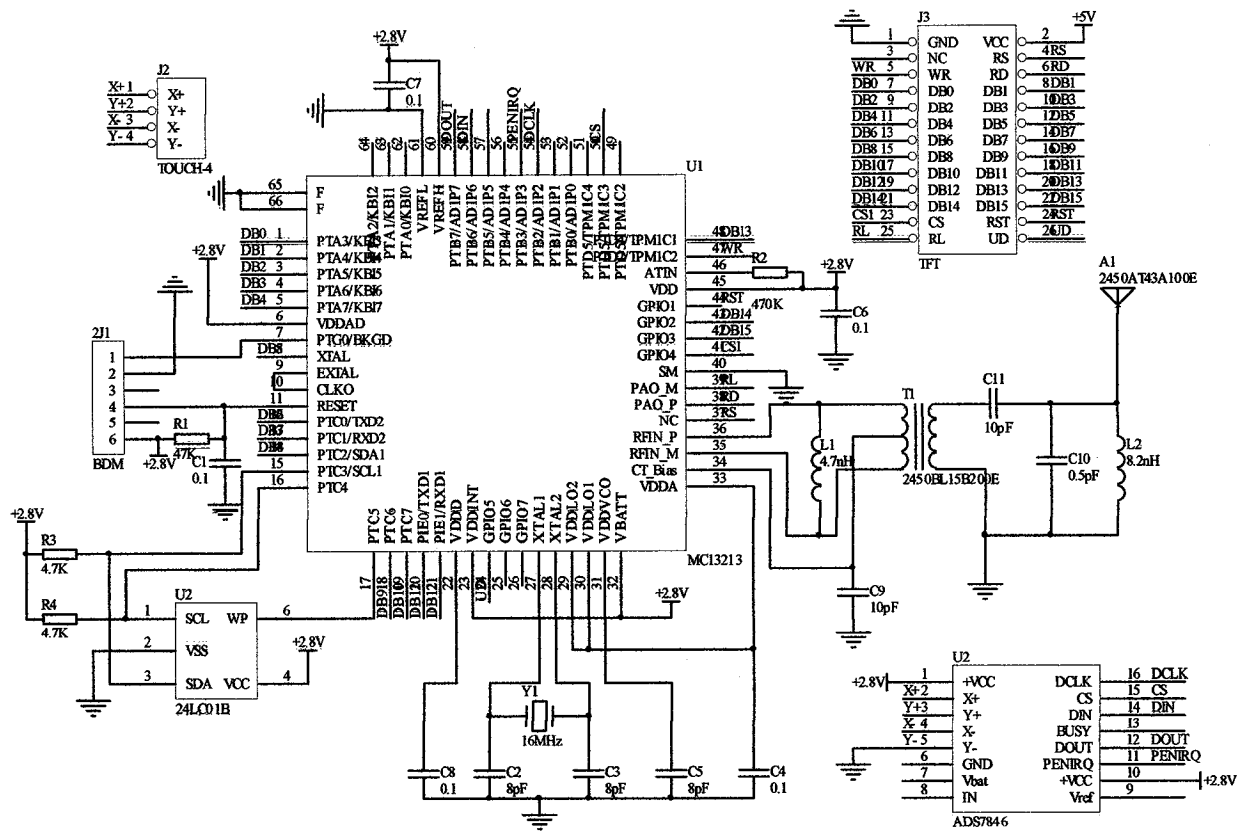 J2
X+ 1 X+
Y+ 2 Y+
X- 3 X-
Y- 4 Y-
TOUCH-4
+2.8V
C7
0.1
64 63 62 61 60 DOUT DIN 57 56 PENIRQ DCLK 53 52 51 CS 49
PTA2/KBI2
PTA1/KBI1
PTA0/KBI0
VREFL
VREFH
PTB7/AD1P7
PTB6/AD1P6
PTB5/AD1P5
PTB4/AD1P4
PTB3/AD1P3
PTB2/AD1P2
PTB1/AD1P1
PTB0/AD1P0
PTD5/TPM1C2
U1
J3
+5V
1 GND VCC 2
3 NC RS 4 RS
WR 5 WR RD 6 RD
DB0 7 DB0 DB1 8 DB1
DB2 9 DB2 DB3 10 DB3
DB4 11 DB4 DB5 12 DB5
DB6 13 DB6 DB7 14 DB7
DB8 15 DB8 DB9 16 DB9
DB10 17 DB10 DB11 18 DB11
DB12 19 DB12 DB13 20 DB13
DB14 21 DB14 DB15 22 DB15
CS1 23 CS RST 24 RST
RL 25 RL UD 26 UD
TFT
65 F
66 F
DB0 1 PTA3/KBI3
DB1 2 PTA4/KBI4
DB2 3 PTA5/KBI5
DB3 4 PTA6/KBI6
DB4 5 PTA7/KBI7
+2.8V
6 VDDAD
7 PTG0/BKGD
XTAL
9 EXTAL
10 CLKO
11 RESET
PTC0/TXD2
PTC1/RXD2
PTC2/SDA1
15 PTC3/SCL1
16 PTC4
48 DB13
47 WR
ATIN 46 R2
470K
+2.8V
VDD 45
GPIO1 44 RST
GPIO2 43 DB14
GPIO3 42 DB15
GPIO4 41 CS1
SM 40
PAO_M 39 RL
PAO_P 38 RD
NC 37 RS
RFIN_P 36
RFIN_M 35
CT_Bias 34
VDDA 33
C6
0.1
A1
2450AT43A100E
2J1
1
2
3
4
5
6
BDM
R1
47K
+2.8V
C1
0.1
T1
2450BL15B200E
L1
4.7nH
C11
10pF
C10
0.5pF
L2
8.2nH
C9
10pF
MC13213
PTC5
PTC6
PTC7
PIE0/TXD1
PIE1/RXD1
VDDD
VDDINT
GPIO5
GPIO6
GPIO7
XTAL1
XTAL2
VDDLO2
VDDLO1
VDDVCO
VBATT
17 DB9 18 DB10 19 DB11 20 DB12 21 22 23 UD 24 25 26 27 28 29 30 31 32
+2.8V
+2.8V
R3
4.7K
R4
4.7K
U2
1 SCL WP 6
2 VSS
3 SDA VCC 4
+2.8V
24LC01B
Y1
16MHz
C8
0.1
C2
8pF
C3
8pF
C5
8pF
C4
0.1
U2
+2.8V 1 +VCC DCLK 16 DCLK
X+ 2 X+ CS 15 CS
Y+ 3 Y+ DIN 14 DIN
X- 4 X- BUSY 13
Y- 5 Y- DOUT 12 DOUT
6 GND PENIRQ 11 PENIRQ
7 Vbat +VCC 10 +2.8V
8 IN Vref 9
ADS7846